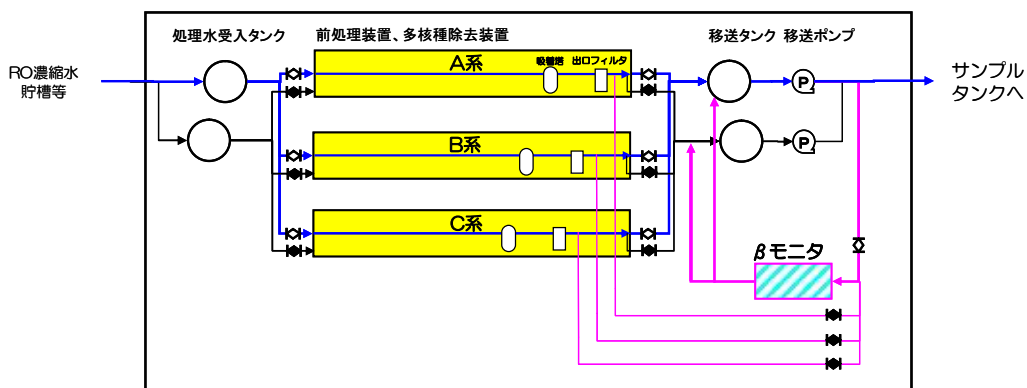 処理水受入タンク
前処理装置、多核種除去装置
移送タンク 移送ポンプ
RO濃縮水
貯槽等
A系
吸着塔 出口フィルタ
P
サンプル
タンクへ
B系
P
C系
βモニタ